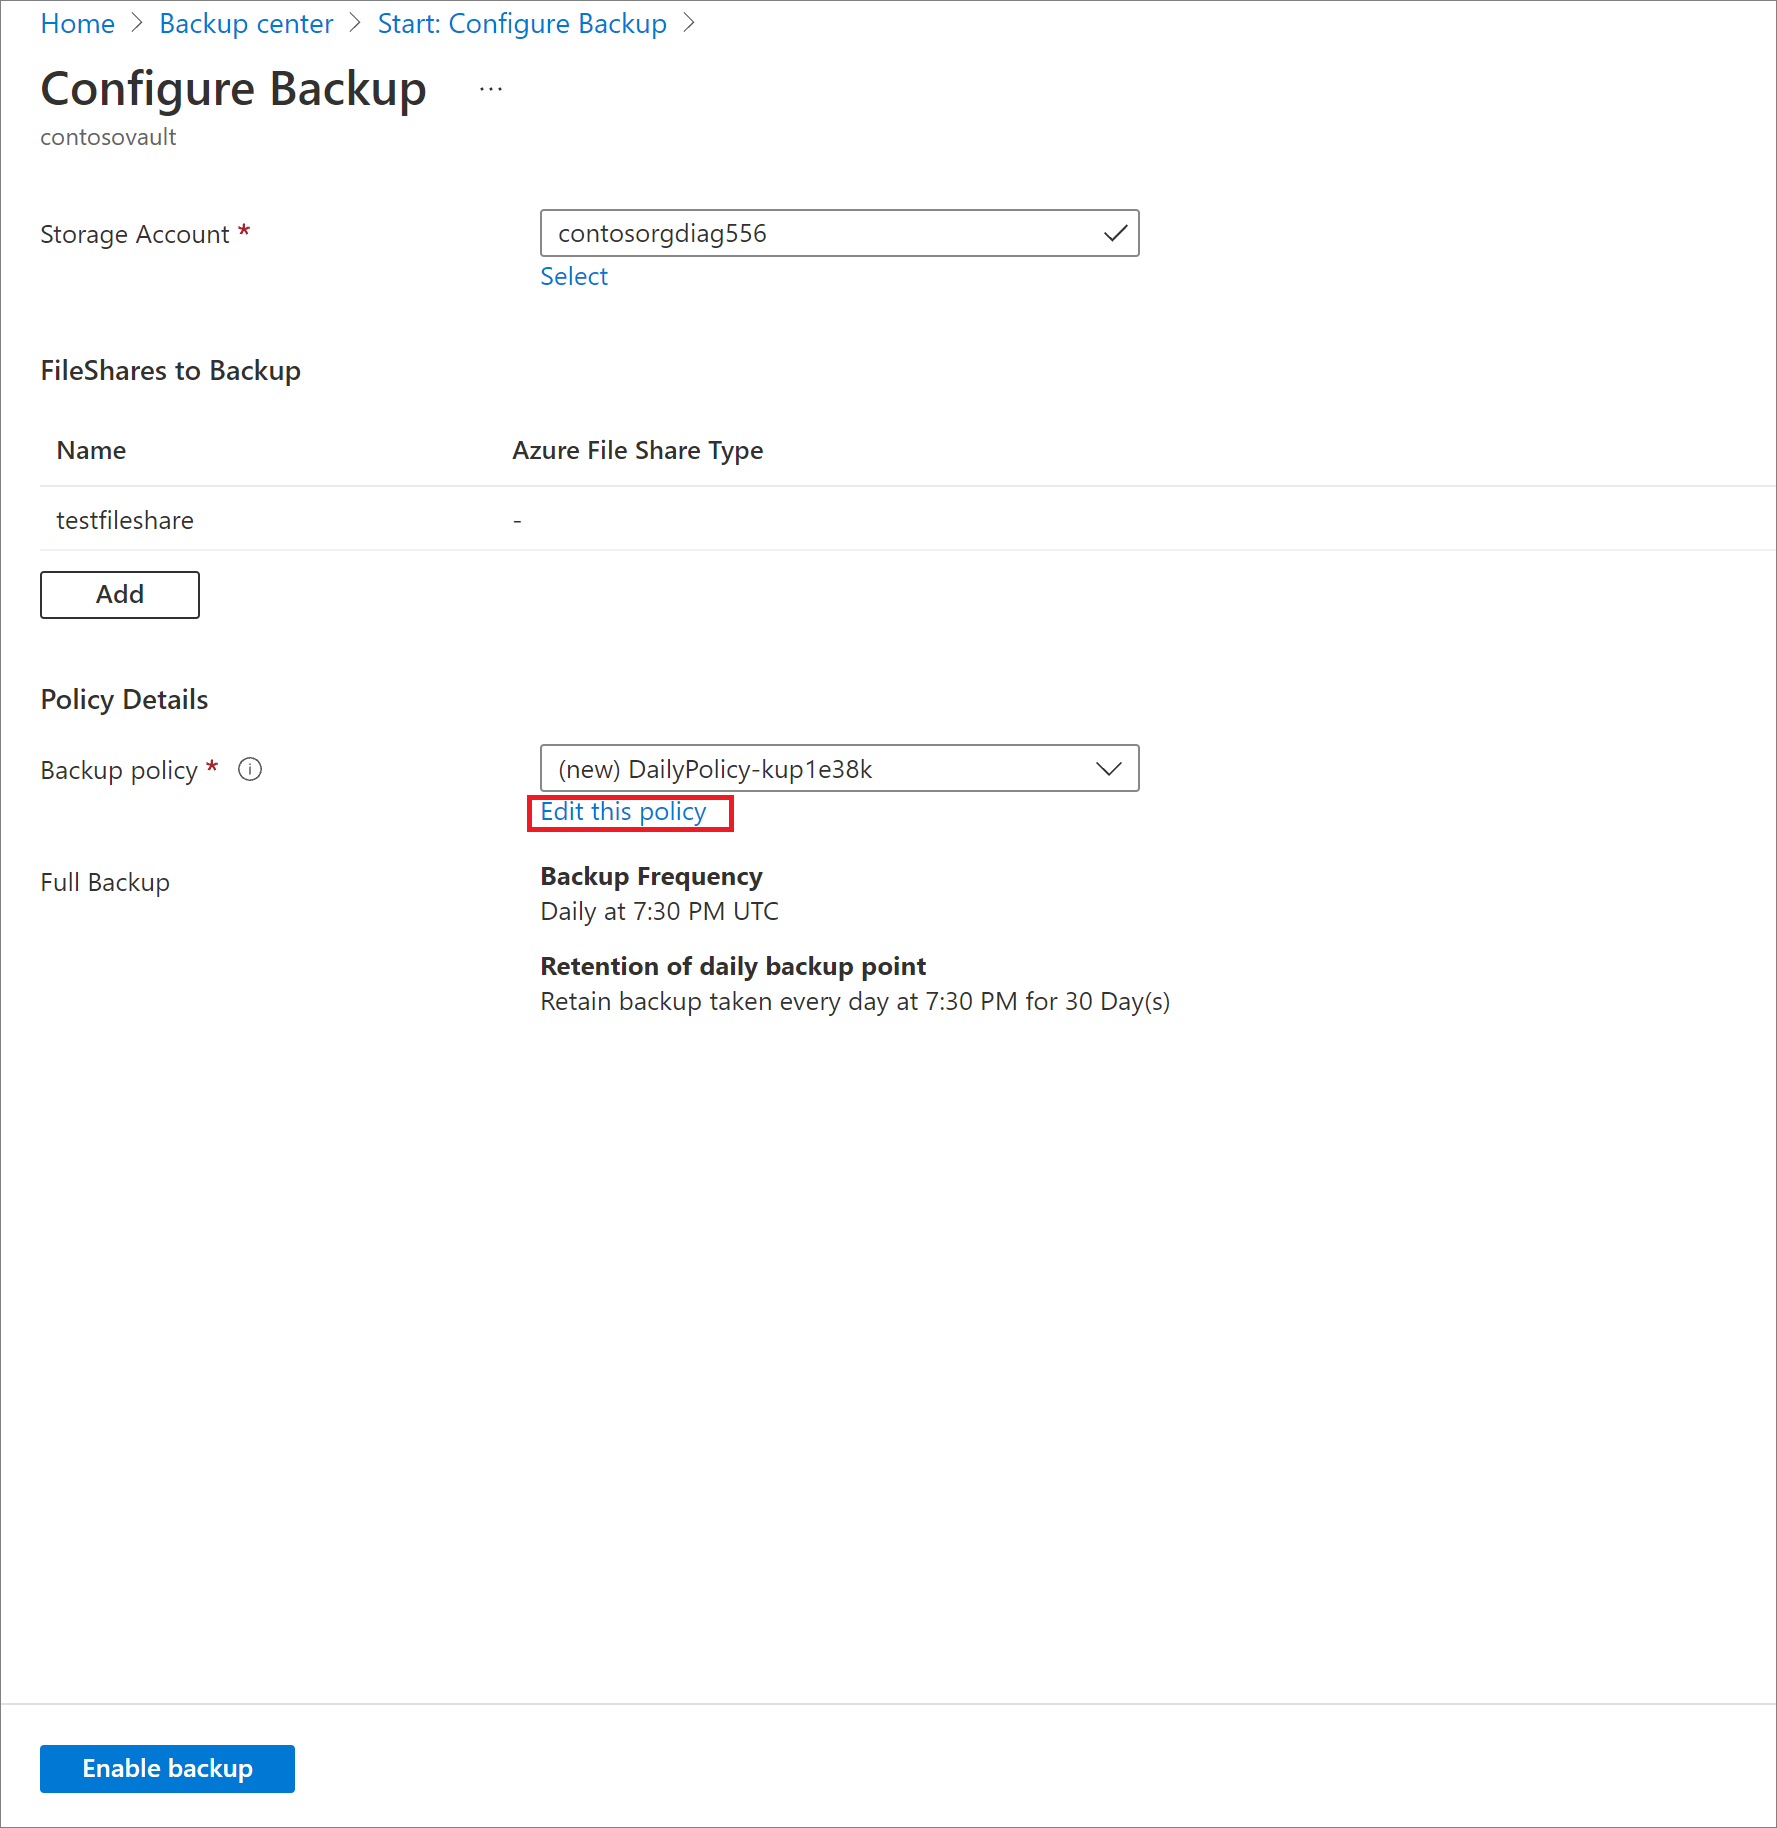 Home > Backup center > Start: Configure Backup >
Configure Backup ...
contosovault
Storage Account * contosorgdiag556
Select
FileShares to Backup
Name Azure File Share Type
testfileshare -
Add
Policy Details
Backup policy * (new) DailyPolicy-kup1e38k
Edit this policy
Full Backup
Backup Frequency
Daily at 7:30 PM UTC
Retention of daily backup point
Retain backup taken every day at 7:30 PM for 30 Day(s)
Enable backup